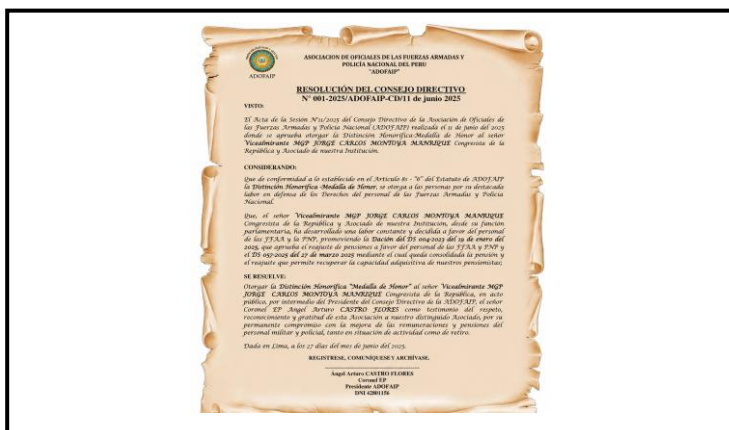 ADOFAIP
ASOCIACION DE OFICIALES DE LAS FUERZAS ARMADAS Y
POLICÍA NACIONAL DEL PERU
"ADOFAIP"
RESOLUCIÓN DEL CONSEJO DIRECTIVO
N° 001-2025/ADOFAIP-CD/11 de junio 2025
VISTO:
El Acta de la Sesión N°11/2025 del Consejo Directivo de la Asociación de Oficiales de
las Fuerzas Armadas y Policía Nacional (ADOFAIP) realizada el 11 de junio del 2025
donde se aprueba otorgar la Distinción Honorífica-Medalla de Honor al señor
Vicealmirante MGP JORGE CARLOS MONTOYA MANRIQUE Congresista de la
República y Asociado de nuestra Institución.
CONSIDERANDO:
Que de conformidad a lo establecido en el Artículo - "6" del Estatuto de ADOFAIP
la Distinción Honorífica -Medalla de Honor, se otorga a las personas por su destacada
labor en defensa de los Derechos del personal de las Fuerzas Armadas y Policía
Nacional.
Que, el señor Vicealmirante MGP JORGE CARLOS MONTOYA MANRIQUE
Congresista de la República y Asociado de nuestra Institución, desde su función
parlamentaria, ha desarrollado una labor constante y decidida a favor del personal
de las FFAA y la PNP, promoviendo la Dación del DS 004-2023 del 19 de enero del
2023, que aprueba el reajuste de pensiones a favor del personal de las FFAA y PNP y
el DS 057-2025 del 27 de marzo 2025 mediante el cual queda consolidada la pensión y
el reajuste que permite recuperar la capacidad adquisitiva de nuestros pensionistas;
SE RESUELVE:
Otorgar la Distinción Honorífica "Medalla de Honor" al señor Vicealmirante MGP
JORGE CARLOS MONTOYA MANRIQUE Congresista de la República, en acto
público, por intermedio del Presidente del Consejo Directivo de la ADOFAIP, el señor
Coronel EP Angel Arturo CASTRO FLORES como testimonio del respeto,
reconocimiento y gratitud de esta Asociación a nuestro distinguido Asociado, por su
permanente compromiso con la mejora de las remuneraciones y pensiones del
personal militar y policial, tanto en situación de actividad como de retiro.
Dada en Lima, a los 27 días del mes de junio del 2025.
REGISTRESE, COMUNÍQUESE Y ARCHÍVASE.
Ángel Arturo CASTRO FLORES
Coronel EP
Presidente ADOFAIP
DNI 42801156